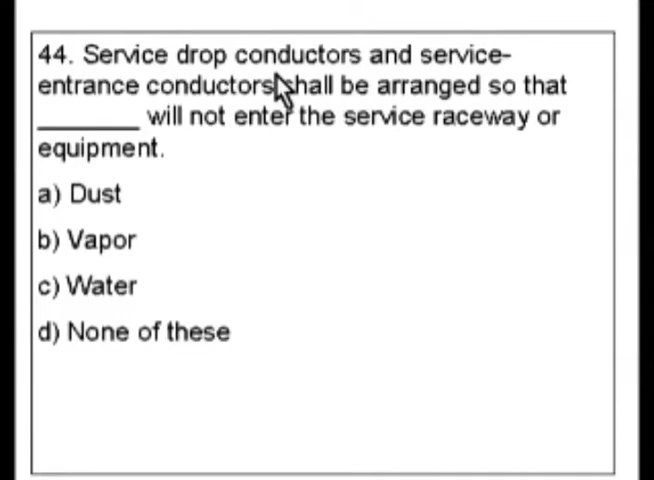 44. Service drop conductors and service-
entrance conductors shall be arranged so that
________ will not enter the service raceway or
equipment.
a) Dust
b) Vapor
c) Water
d) None of these